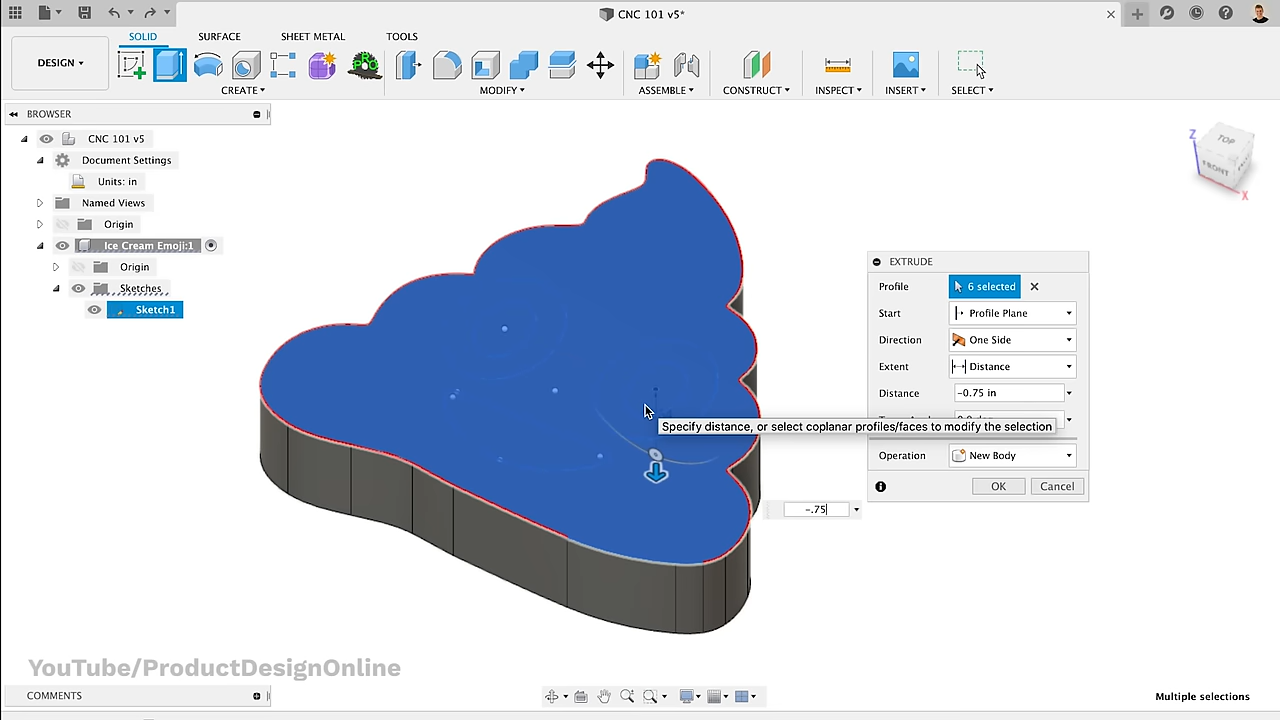 CNC 101 v5*
DESIGN
SOLID
SURFACE
SHEET METAL
TOOLS
CREATE
MODIFY
ASSEMBLE
CONSTRUCT
INSPECT
INSERT
SELECT
BROWSER
CNC 101 v5
Document Settings
Units: in
Named Views
Origin
Ice Cream Emoji:1
Origin
Sketches
Sketch1
Z
TOP
FRONT
X
EXTRUDE
Profile
6 selected
Start
Profile Plane
Direction
One Side
Extent
Distance
Distance
-0.75 in
Specify distance, or select coplanar profiles/faces to modify the selection
Operation
New Body
OK
Cancel
-.75
YouTube/ProductDesignOnline
COMMENTS
Multiple selections